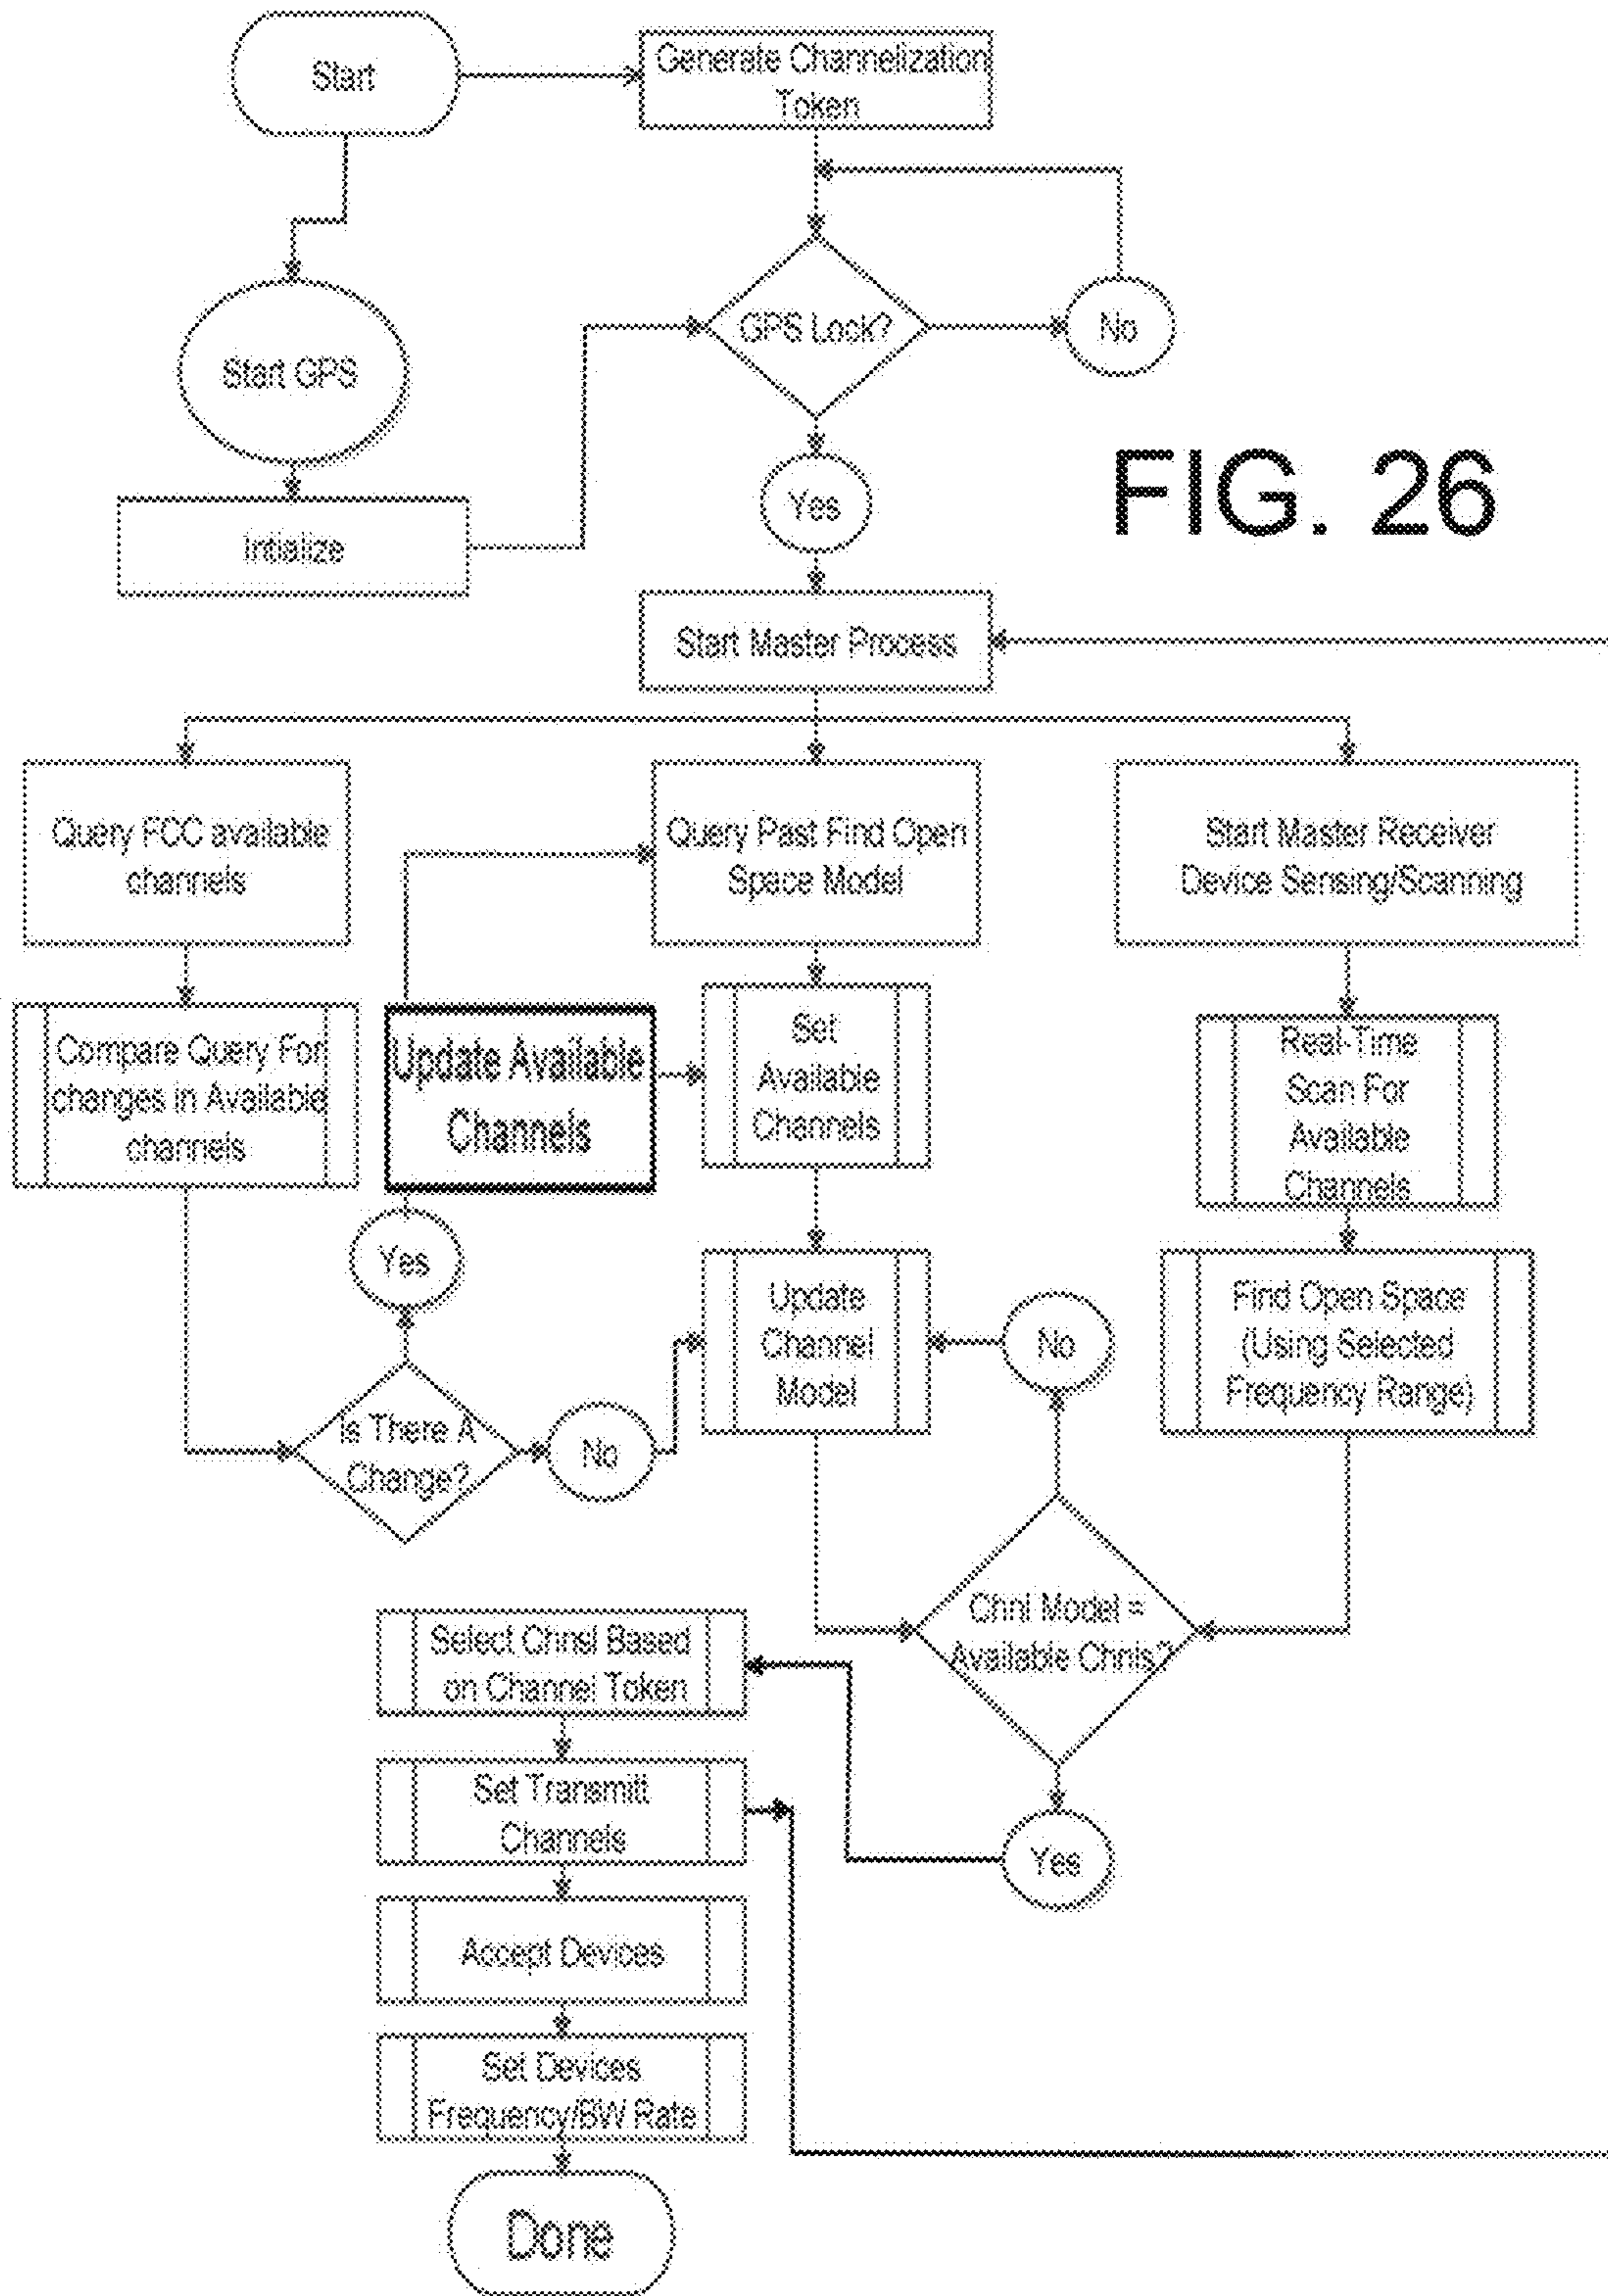 Start
Generate Channelization
Token
GPS Lock?
No
Start GPS
FIG. 26
Yes
Intialize
Start Master Process
Query FCC available
channels
Query Past Find Open
Space Model
Start Master Receiver
Device Sensing/Scanning
Compare Query For
changes in Available
channels
Update Available
Channels
Set
Available
Channels
Real-Time
Scan For
Available
Channels
Yes
Update
Channel
Model
No
Find Open Space
(Using Selected
Frequency Range)
Is There A
Change?
No
Chnl Model =
Available Chnls?
Select Chnsl Based
on Channel Token
Set Transmitt
Channels
Yes
Accept Devices
Set Devices
Frequency/BW Rate
Done